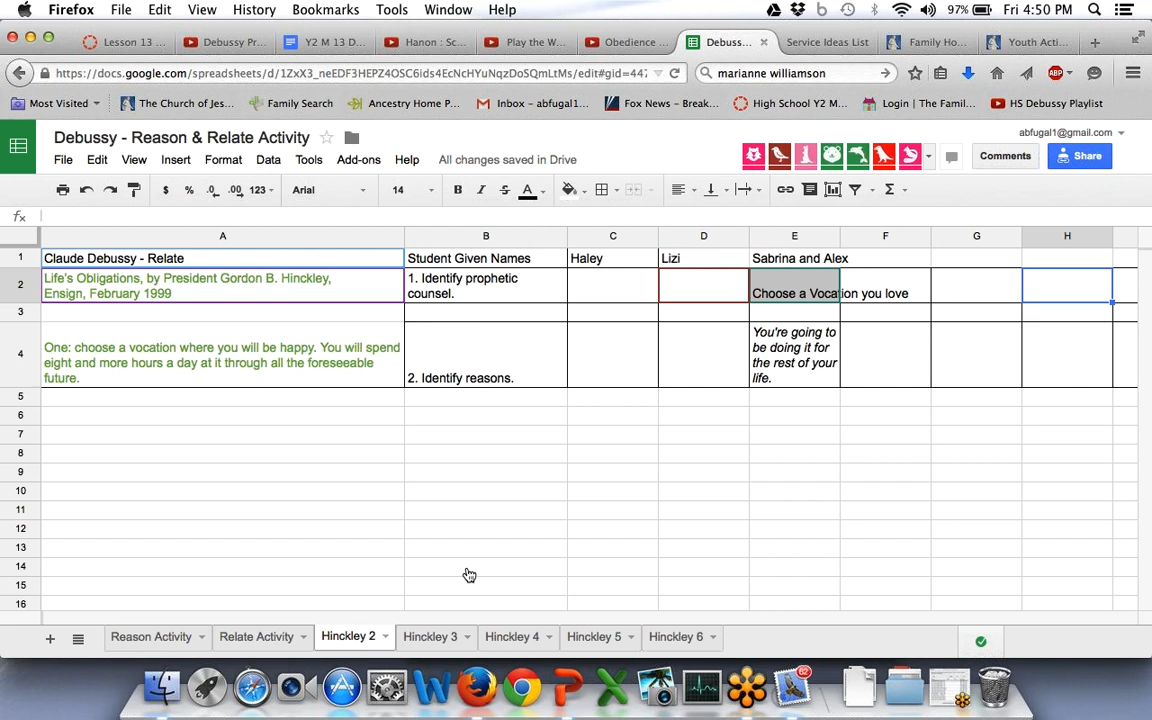 Firefox File Edit View History Bookmarks Tools Window Help 97% Fri 4:50 PM
Lesson 13 ... Debussy Pr... Y2 M 13 D... Hanon : Sc... Play the W... Obedience ... Debuss... Service Ideas List Family Ho... Youth Acti...
https://docs.google.com/spreadsheets/d/1ZxX3_neEDF3HEPZ4OSC6ids4EcNcHYuNqzDoSQmLtMs/edit#gid=447 marianne williamson ABP
Most Visited The Church of Jes... Family Search Ancestry Home P... Inbox - abfugal1... Fox News - Break... High School Y2 M... Login | The Famil... HS Debussy Playlist
Debussy - Reason & Relate Activity abfugal1@gmail.com
File Edit View Insert Format Data Tools Add-ons Help All changes saved in Drive Comments Share
$ % .0 .00 123 Arial 14 B I S A Σ
fx
A B C D E F G H
1 Claude Debussy - Relate Student Given Names Haley Lizi Sabrina and Alex
2 Life's Obligations, by President Gordon B. Hinckley, Ensign, February 1999 1. Identify prophetic counsel. Choose a Vocation you love
3
4 One: choose a vocation where you will be happy. You will spend eight and more hours a day at it through all the foreseeable future. 2. Identify reasons. You're going to be doing it for the rest of your life.
5
6
7
8
9
10
11
12
13
14
15
16
Reason Activity Relate Activity Hinckley 2 Hinckley 3 Hinckley 4 Hinckley 5 Hinckley 6
62